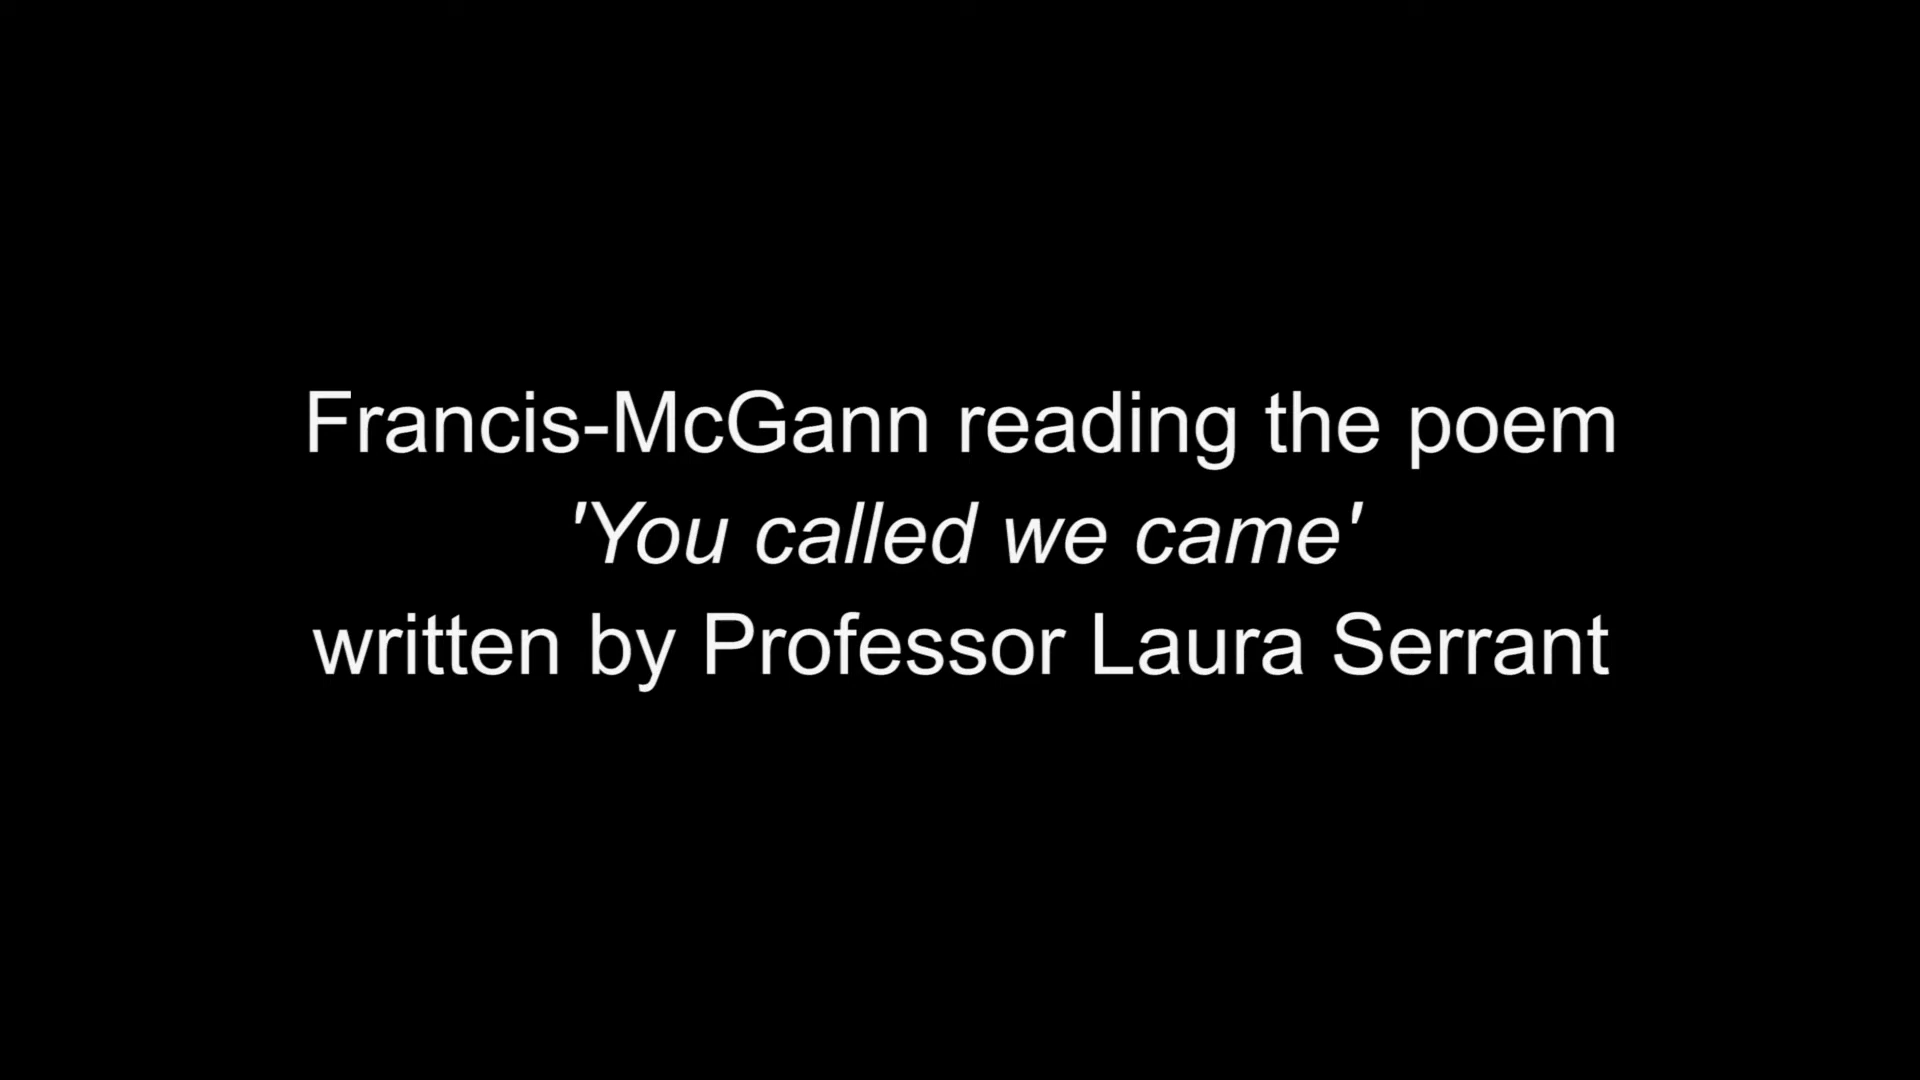 Francis-McGann reading the poem
'You called we came'
written by Professor Laura Serrant